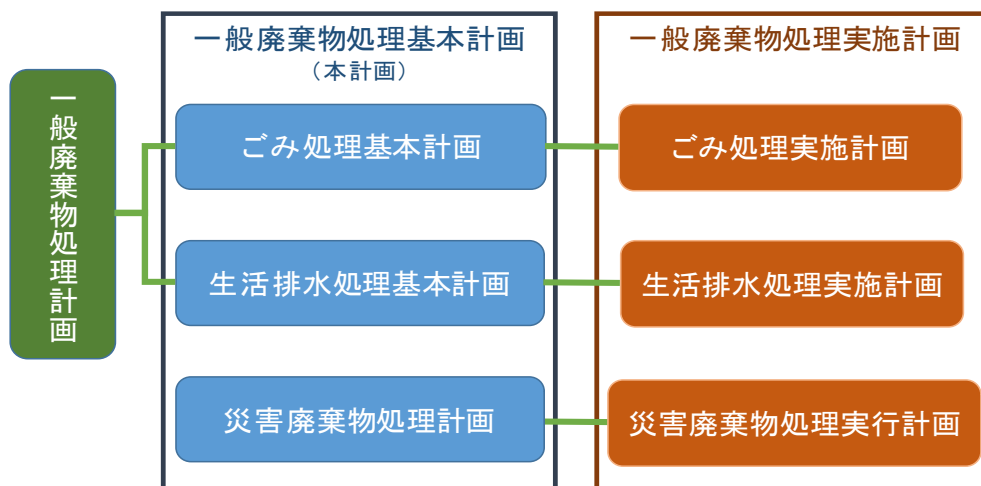 一般廃棄物処理計画
一般廃棄物処理基本計画
（本計画）
ごみ処理基本計画
生活排水処理基本計画
災害廃棄物処理計画
一般廃棄物処理実施計画
ごみ処理実施計画
生活排水処理実施計画
災害廃棄物処理実行計画